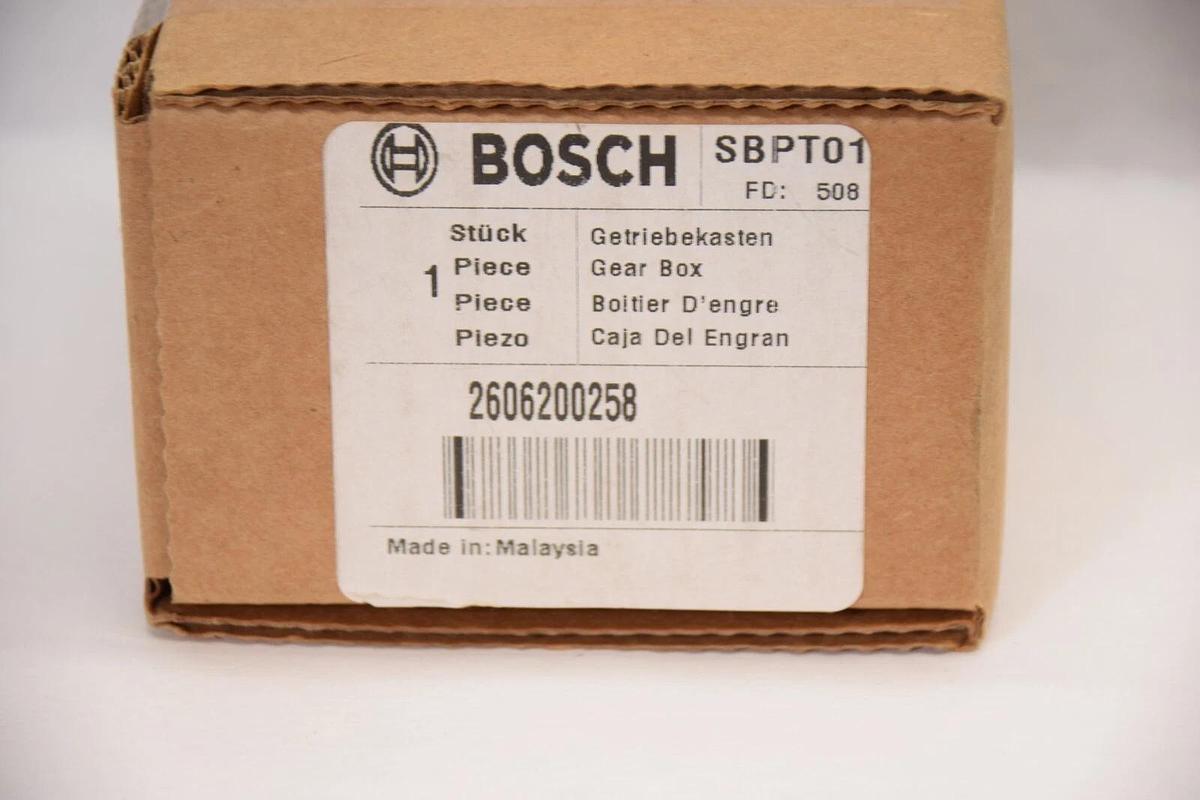 BOSCH SBPT01
FD: 508
Stück Getriebekasten
1 Piece Gear Box
Piece Boitier D'engre
Piezo Caja Del Engran
2606200258
Made in: Malaysia